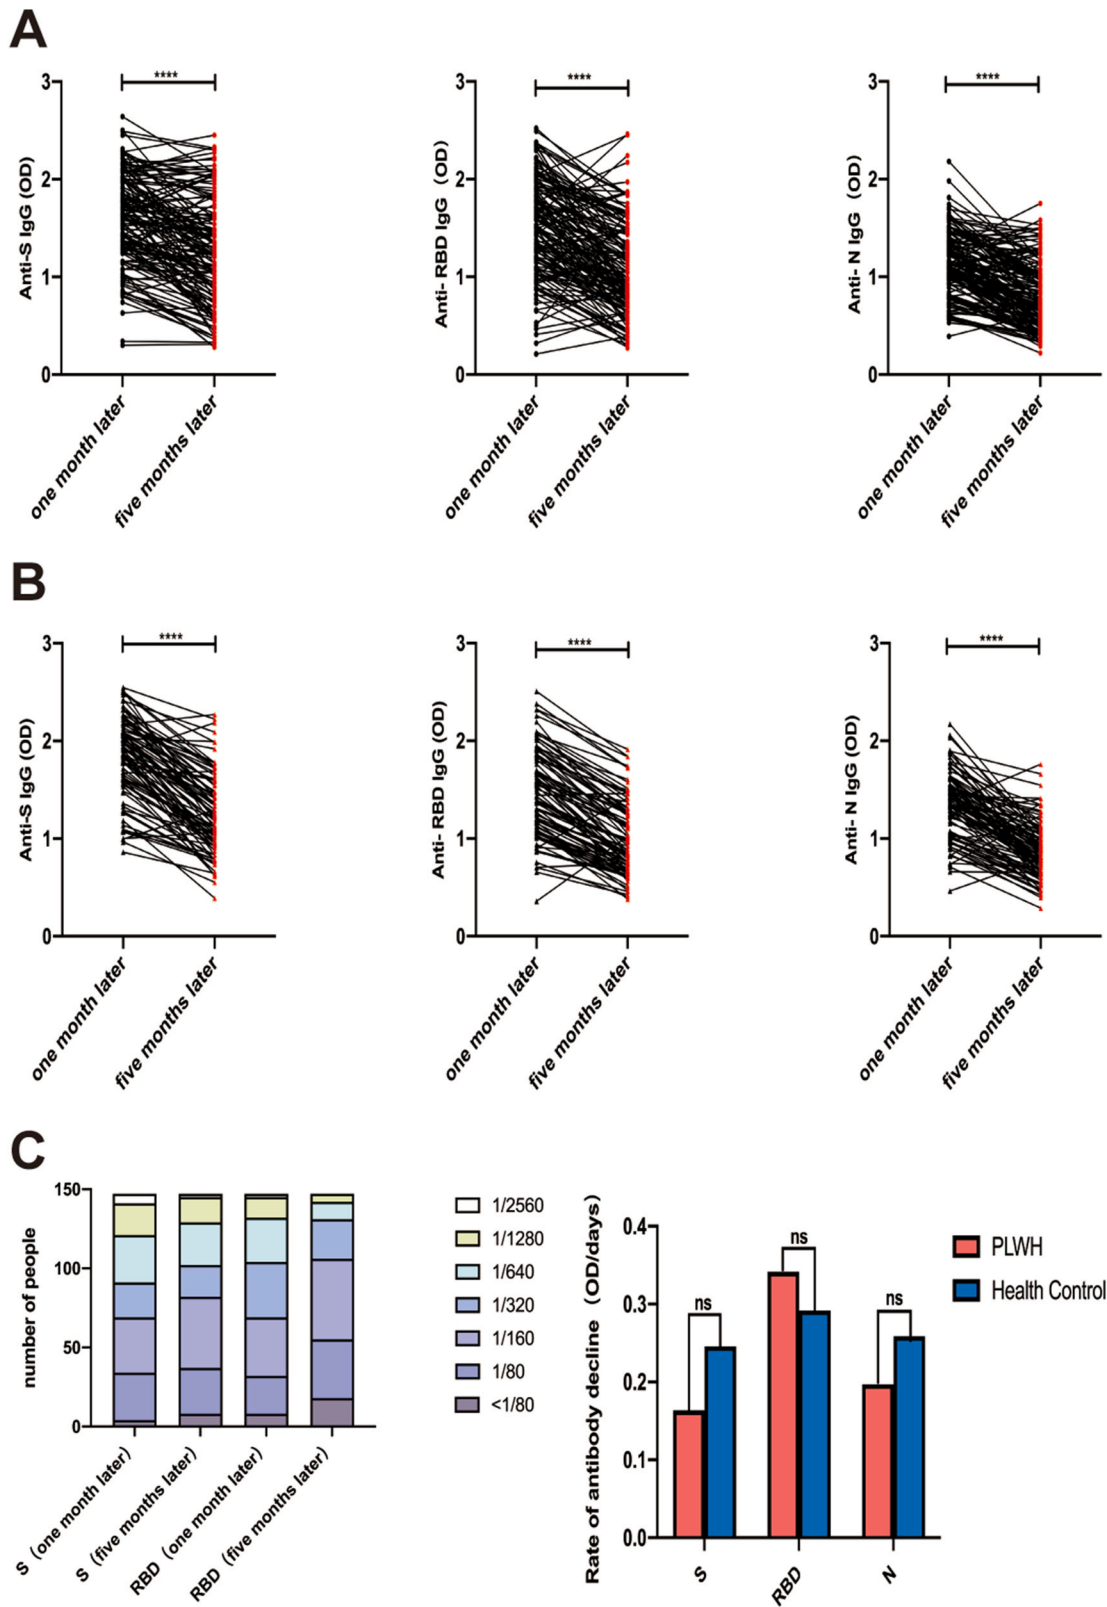 A
****
3
2
1
0
Anti-S IgG (OD)
one month later
five months later
****
3
2
1
0
Anti- RBD IgG (OD)
one month later
five months later
****
3
2
1
0
Anti- N IgG (OD)
one month later
five months later
B
****
3
2
1
0
Anti-S IgG (OD)
one month later
five months later
****
3
2
1
0
Anti- RBD IgG (OD)
one month later
five months later
****
3
2
1
0
Anti- N IgG (OD)
one month later
five months later
C
150
100
50
0
number of people
S (one month later)
S (five months later)
RBD (one month later)
RBD (five months later)
1/2560
1/1280
1/640
1/320
1/160
1/80
<1/80
Rate of antibody decline (OD/days)
0.4
0.3
0.2
0.1
0.0
ns
ns
ns
S
RBD
N
PLWH
Health Control